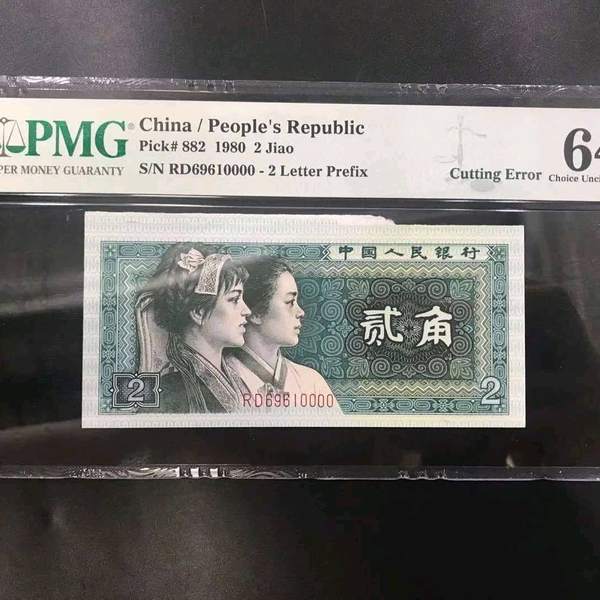 PMG
PER MONEY GUARANTY
China / People's Republic
Pick# 882 1980 2 Jiao
S/N RD69610000 - 2 Letter Prefix
Cutting Error
64
中国人民银行
贰角
2
RD69610000
2